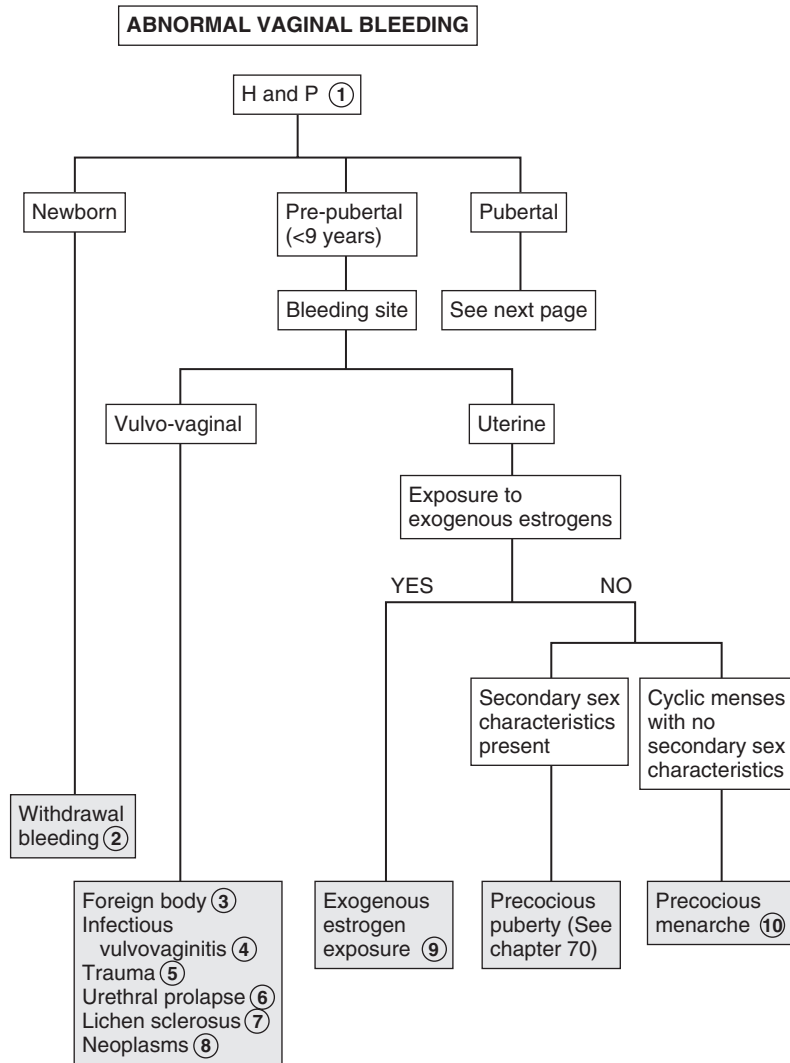 ABNORMAL VAGINAL BLEEDING
H and P 1
Newborn
Pre-pubertal
(<9 years)
Pubertal
Bleeding site
See next page
Vulvo-vaginal
Uterine
Exposure to
exogenous estrogens
YES
NO
Secondary sex
characteristics
present
Cyclic menses
with no
secondary sex
characteristics
Withdrawal
bleeding 2
Foreign body 3
Infectious
vulvovaginitis 4
Trauma 5
Urethral prolapse 6
Lichen sclerosus 7
Neoplasms 8
Exogenous
estrogen
exposure 9
Precocious
puberty (See
chapter 70)
Precocious
menarche 10